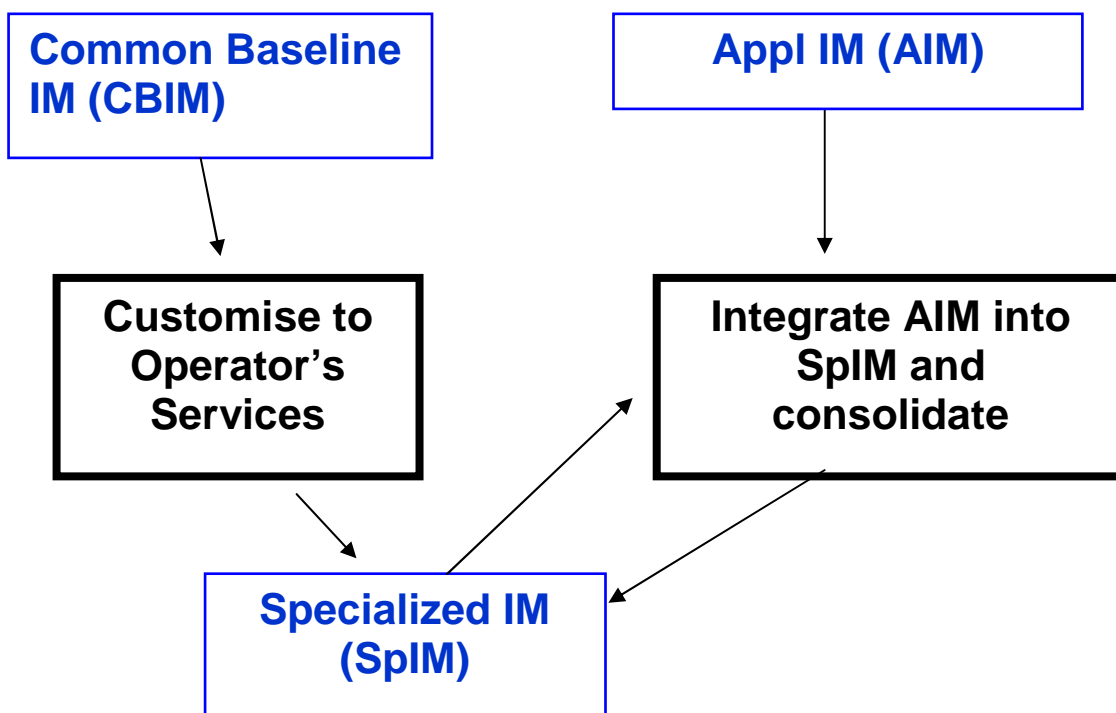 Common Baseline
IM (CBIM)
Appl IM (AIM)
Customise to
Operator’s
Services
Integrate AIM into
SpIM and
consolidate
Specialized IM
(SpIM)